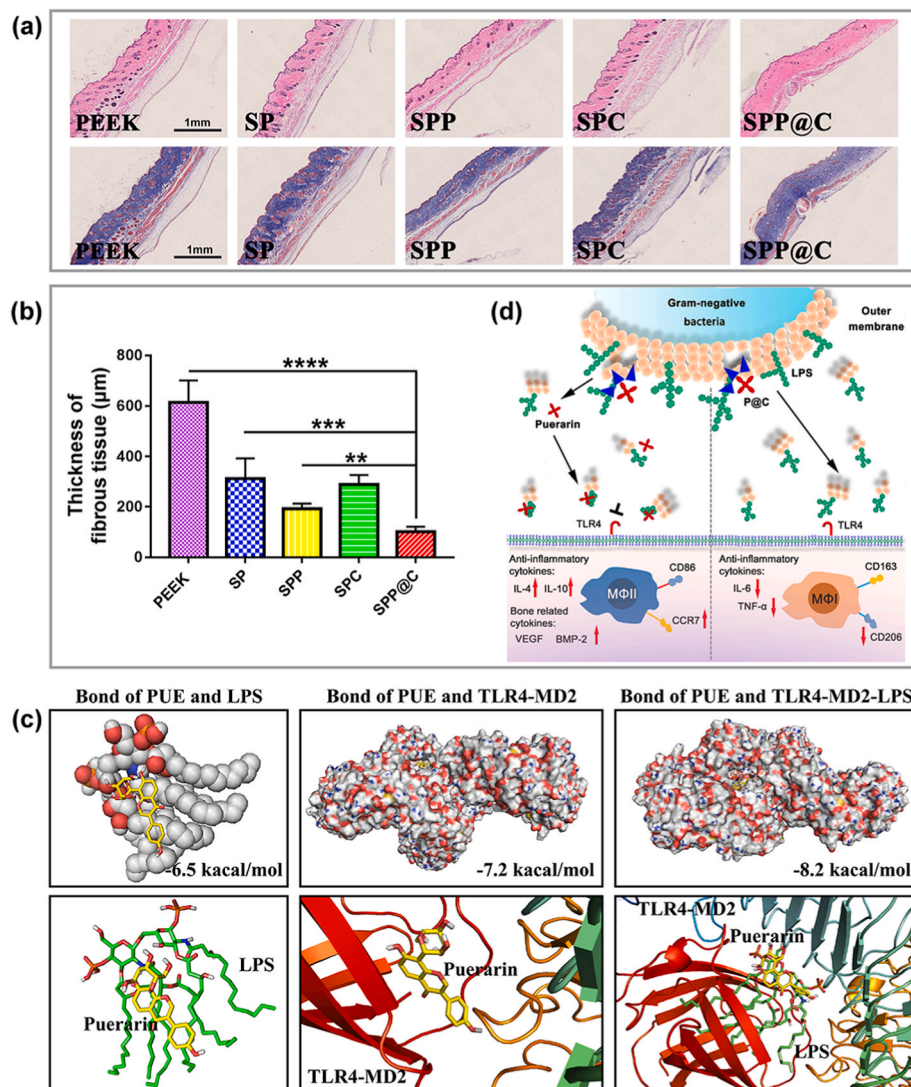 (a)
PEEK
1mm
SP
SPP
SPC
SPP@C
PEEK
1mm
SP
SPP
SPC
SPP@C
(b)
Thickness of
fibrous tissue (μm)
800
600
400
200
0
****
***
**
PEEK
SP
SPP
SPC
SPP@C
(d)
Gram-negative
bacteria
Outer
membrane
LPS
P@C
Puerarin
TLR4
TLR4
Anti-inflammatory
cytokines:
IL-4 IL-10
Bone related
cytokines:
VEGF BMP-2
MΦII
CD86
CCR7
Anti-inflammatory
cytokines:
IL-6
TNF-α
MΦI
CD163
CD206
(c)
Bond of PUE and LPS
Bond of PUE and TLR4-MD2
Bond of PUE and TLR4-MD2-LPS
-6.5 kacal/mol
-7.2 kacal/mol
-8.2 kacal/mol
LPS
Puerarin
Puerarin
TLR4-MD2
TLR4-MD2
Puerarin
LPS